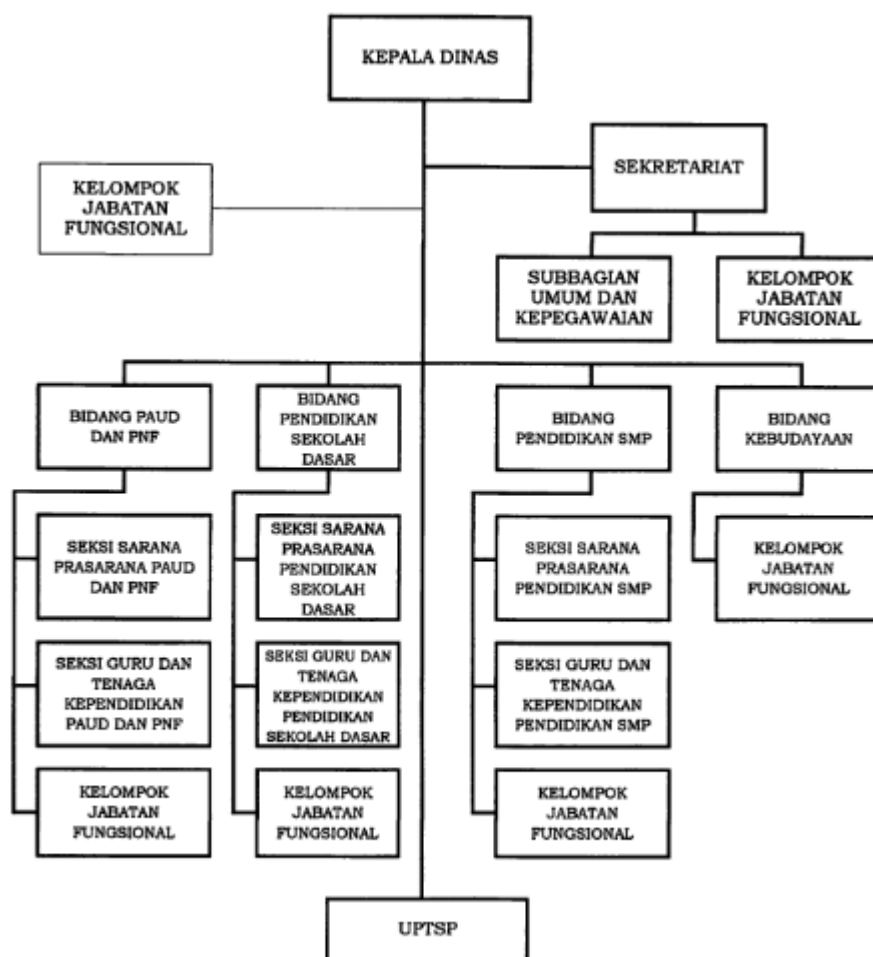 KEPALA DINAS
SEKRETARIAT
KELOMPOK
JABATAN
FUNGSIONAL
SUBBAGIAN
UMUM DAN
KEPEGAWAIAN
KELOMPOK
JABATAN
FUNGSIONAL
BIDANG PAUD
DAN PNF
BIDANG
PENDIDIKAN
SEKOLAH
DASAR
BIDANG
PENDIDIKAN SMP
BIDANG
KEBUDAYAAN
SEKSI SARANA
PRASARANA PAUD
DAN PNF
SEKSI SARANA
PRASARANA
PENDIDIKAN
SEKOLAH
DASAR
SEKSI SARANA
PRASARANA
PENDIDIKAN SMP
KELOMPOK
JABATAN
FUNGSIONAL
SEKSI GURU DAN
TENAGA
KEPENDIDIKAN
PAUD DAN PNF
SEKSI GURU DAN
TENAGA
KEPENDIDIKAN
PENDIDIKAN
SEKOLAH DASAR
SEKSI GURU DAN
TENAGA
KEPENDIDIKAN
PENDIDIKAN SMP
KELOMPOK
JABATAN
FUNGSIONAL
KELOMPOK
JABATAN
FUNGSIONAL
KELOMPOK
JABATAN
FUNGSIONAL
UPTSP